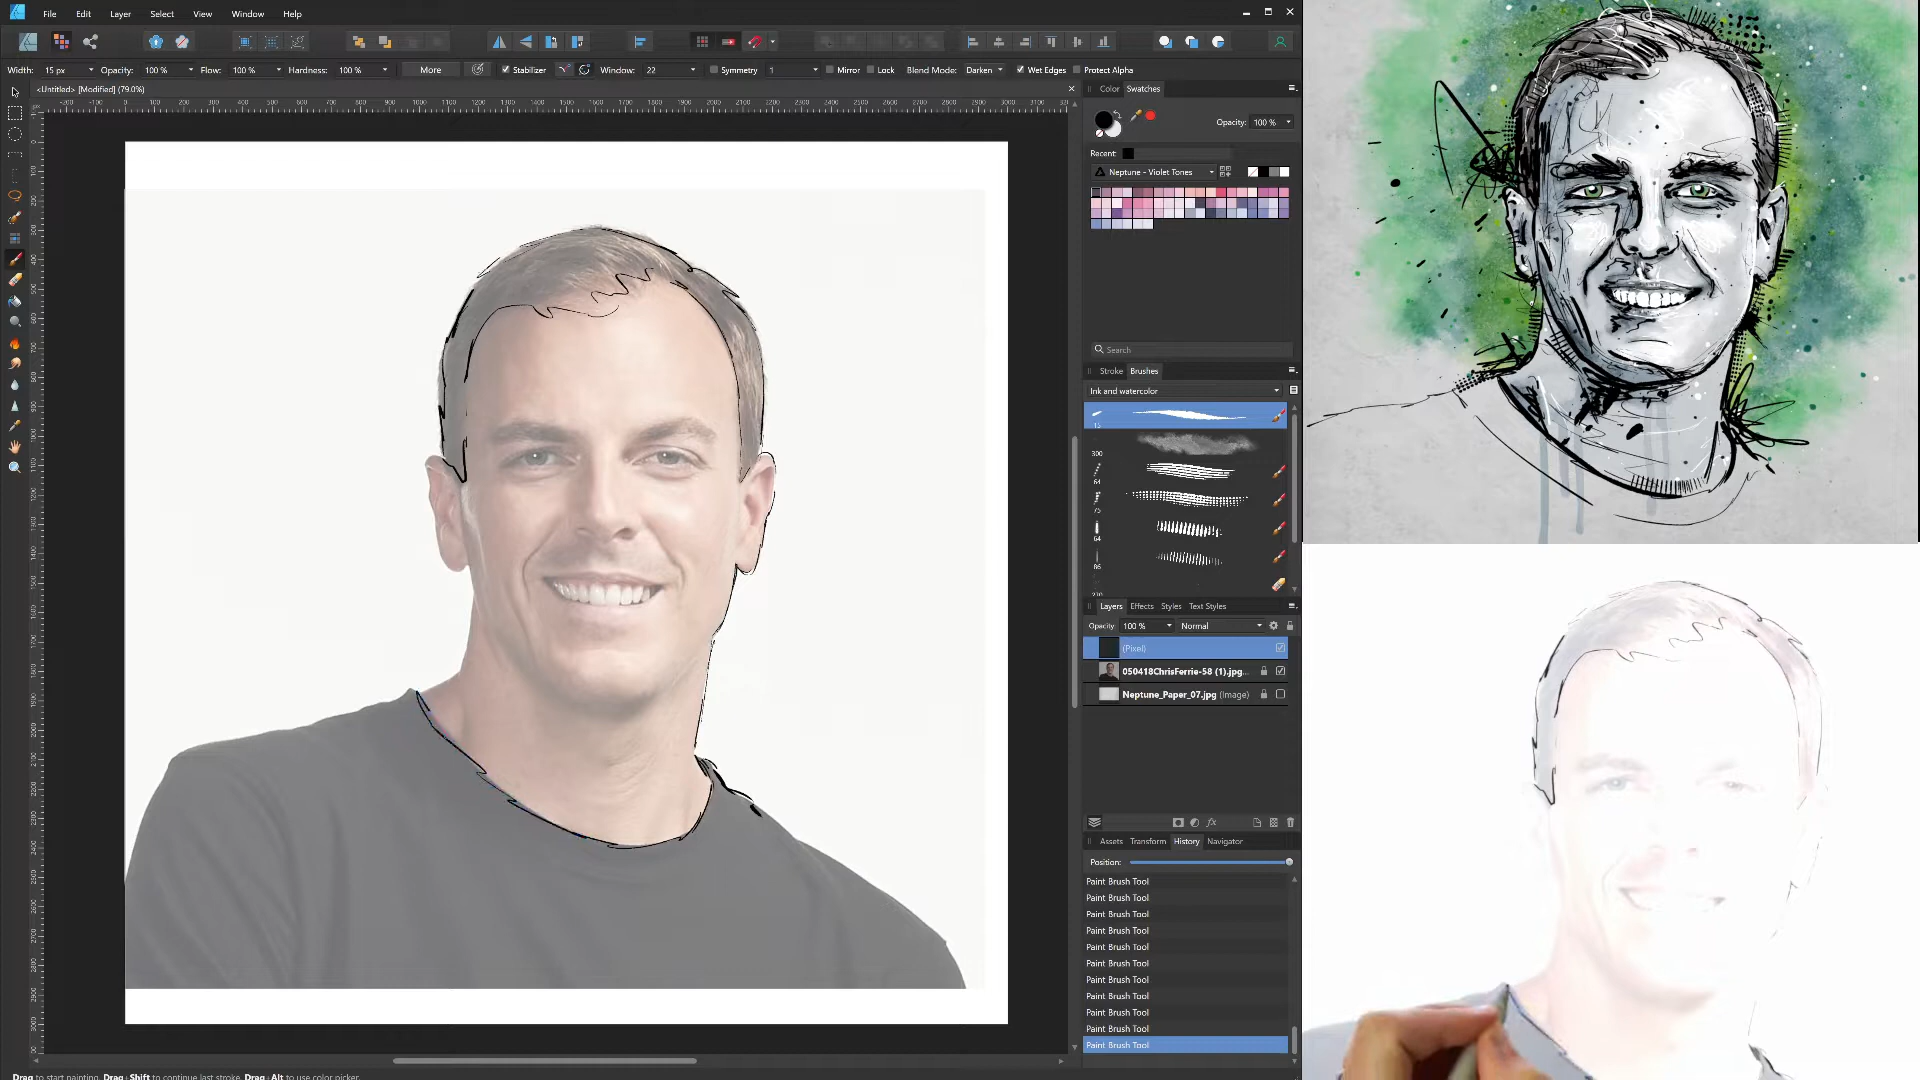 File Edit Layer Select View Window Help
Width: 15 px Opacity: 100 % Flow: 100 % Hardness: 100 % More Stabilizer Window: 22 Symmetry 1 Mirror Lock Blend Mode: Darken Wet Edges Protect Alpha
<Untitled> [Modified] (79.0%)
Color Swatches
Opacity: 100 %
Recent:
Neptune - Violet Tones
Search
Stroke Brushes
Ink and watercolor
15
300
64
75
64
86
Layers Effects Styles Text Styles
Opacity 100 % Normal
(Pixel)
050418ChrisFerrie-58 (1).jpg...
Neptune_Paper_07.jpg (Image)
Assets Transform History Navigator
Position:
Paint Brush Tool
Paint Brush Tool
Paint Brush Tool
Paint Brush Tool
Paint Brush Tool
Paint Brush Tool
Paint Brush Tool
Paint Brush Tool
Paint Brush Tool
Paint Brush Tool
Paint Brush Tool
Drag to start painting. Drag+Shift to continue last stroke. Drag+Alt to use color picker.